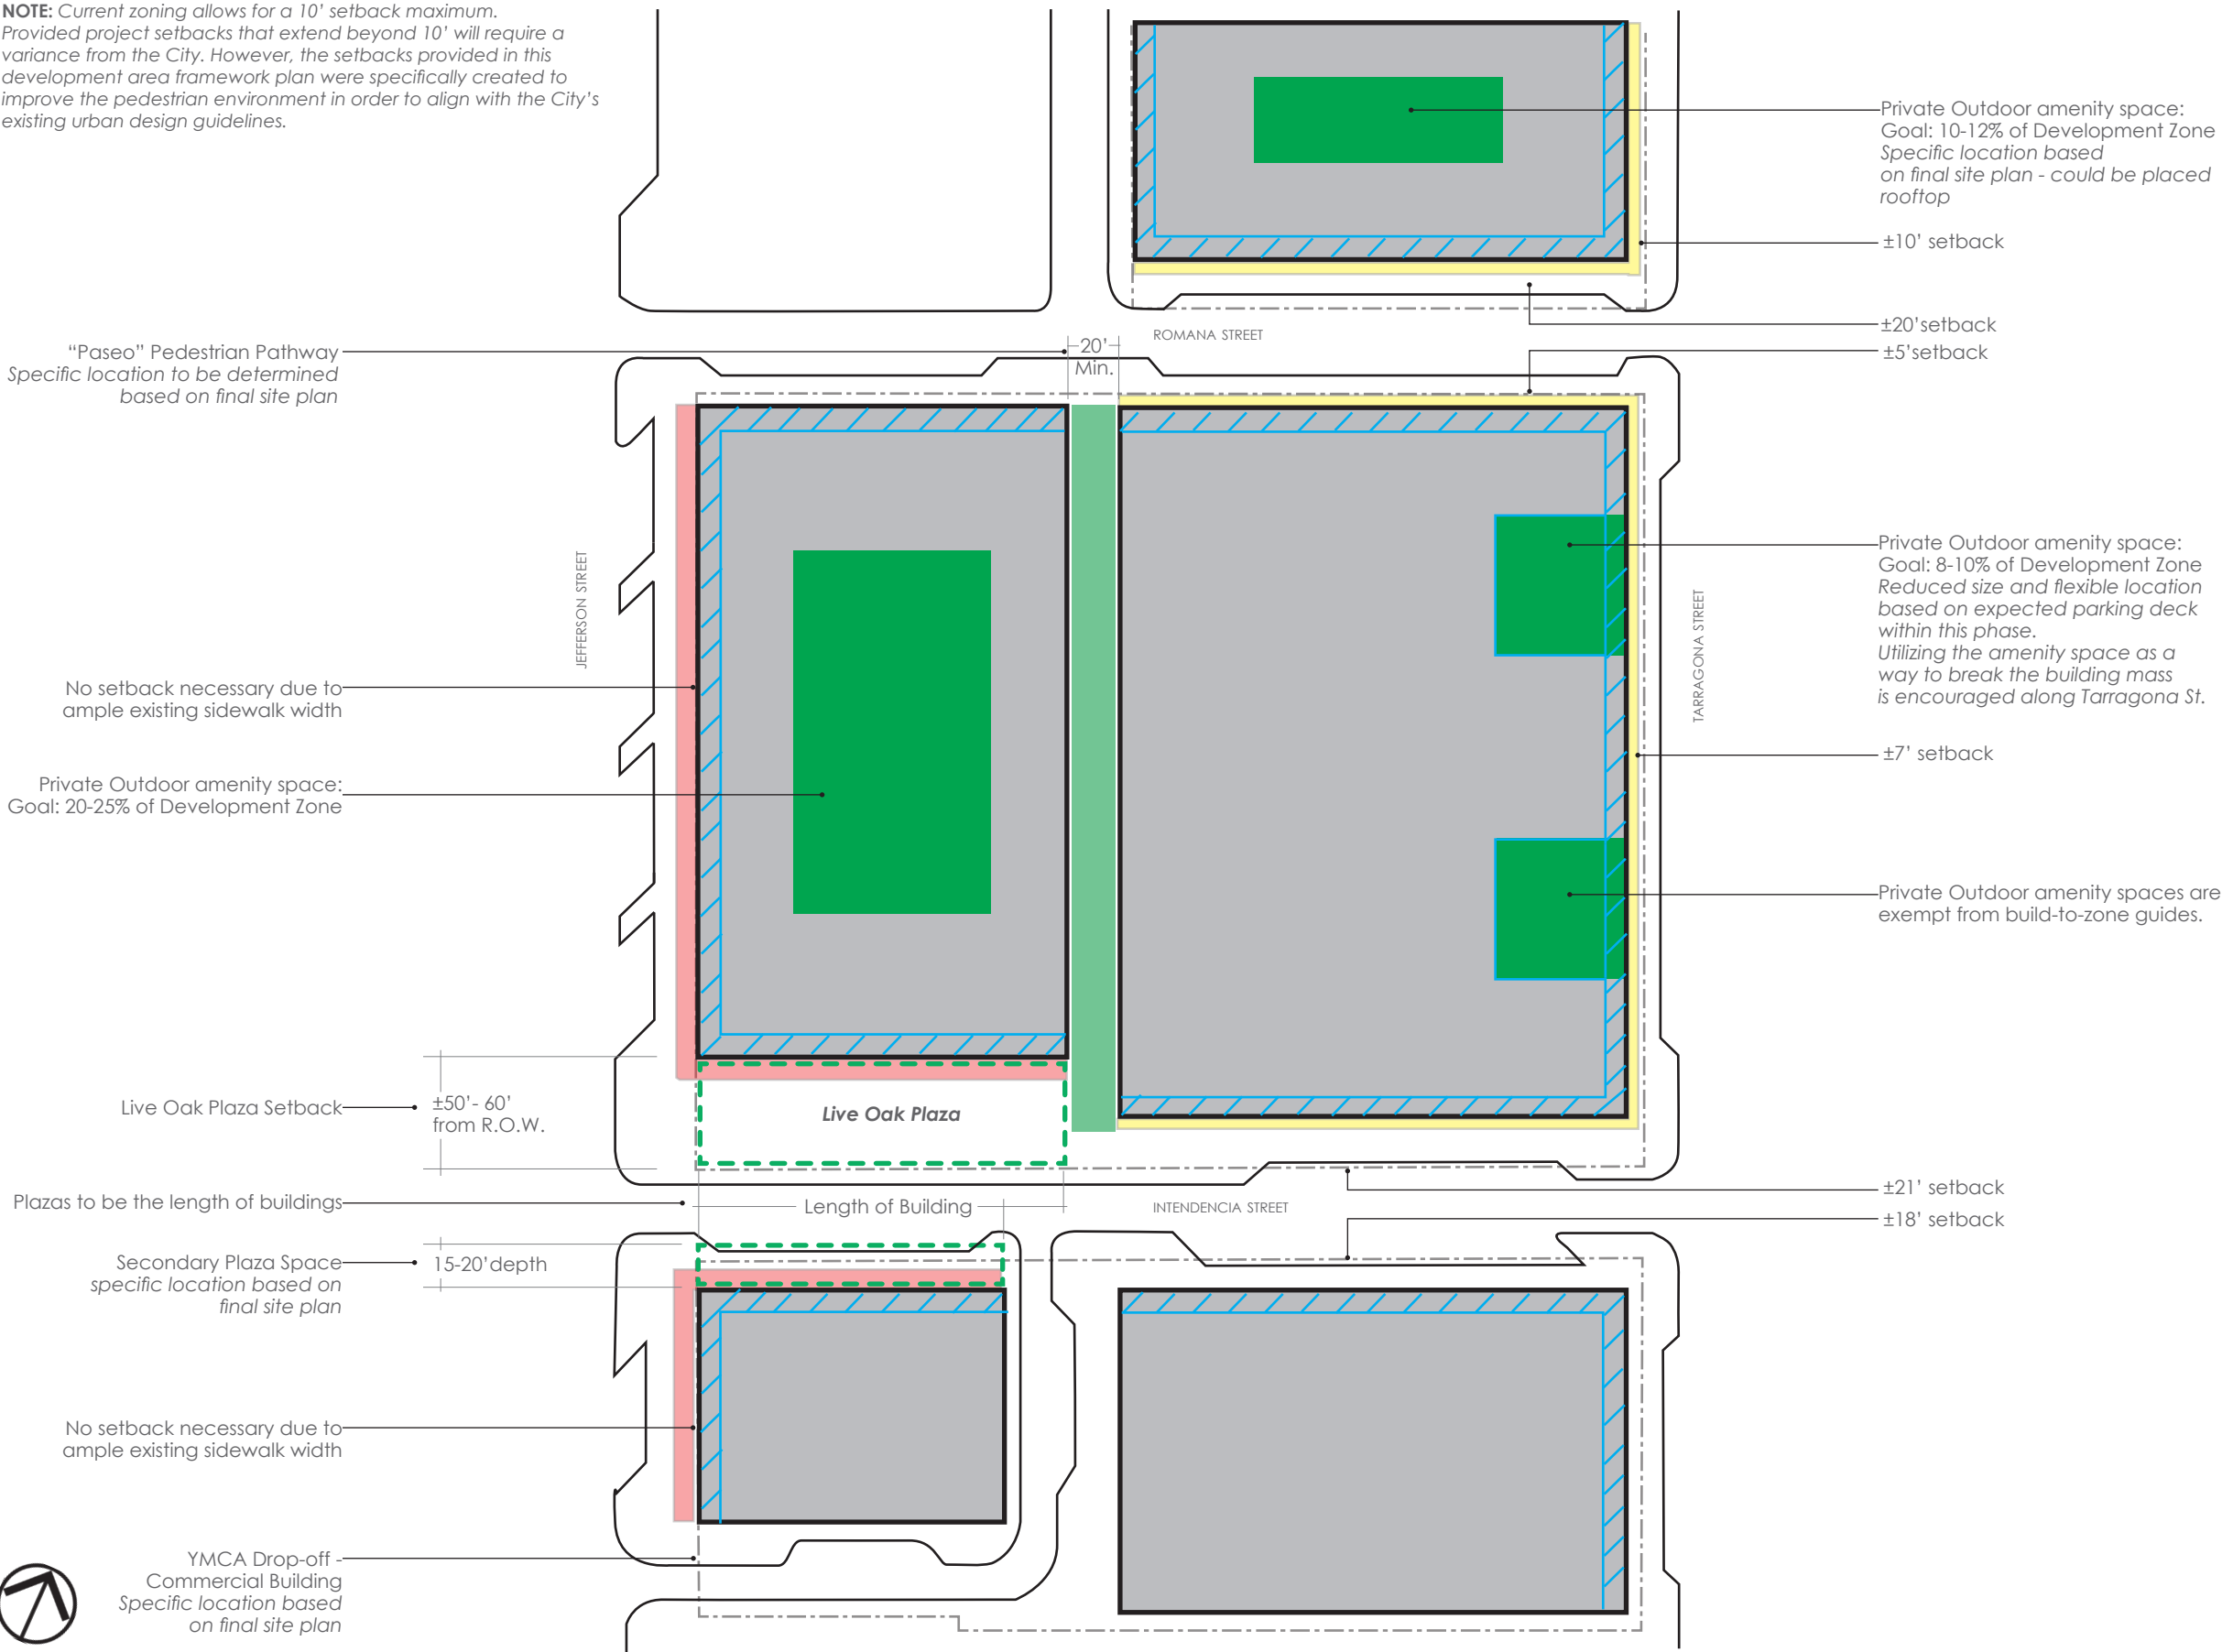 NOTE: Current zoning allows for a 10’ setback maximum.
Provided project setbacks that extend beyond 10’ will require a
variance from the City. However, the setbacks provided in this
development area framework plan were specifically created to
improve the pedestrian environment in order to align with the City’s
existing urban design guidelines.
Private Outdoor amenity space:
Goal: 10-12% of Development Zone
Specific location based
on final site plan - could be placed
rooftop
±10’ setback
±20’setback
±5’setback
ROMANA STREET
20’
Min.
“Paseo” Pedestrian Pathway
Specific location to be determined
based on final site plan
JEFFERSON STREET
TARRAGONA STREET
Private Outdoor amenity space:
Goal: 8-10% of Development Zone
Reduced size and flexible location
based on expected parking deck
within this phase.
Utilizing the amenity space as a
way to break the building mass
is encouraged along Tarragona St.
No setback necessary due to
ample existing sidewalk width
±7’ setback
Private Outdoor amenity space:
Goal: 20-25% of Development Zone
Private Outdoor amenity spaces are
exempt from build-to-zone guides.
Live Oak Plaza Setback
±50’- 60’
from R.O.W.
Live Oak Plaza
±21’ setback
Plazas to be the length of buildings
Length of Building
INTENDENCIA STREET
±18’ setback
Secondary Plaza Space
specific location based on
final site plan
15-20’depth
No setback necessary due to
ample existing sidewalk width
YMCA Drop-off -
Commercial Building
Specific location based
on final site plan